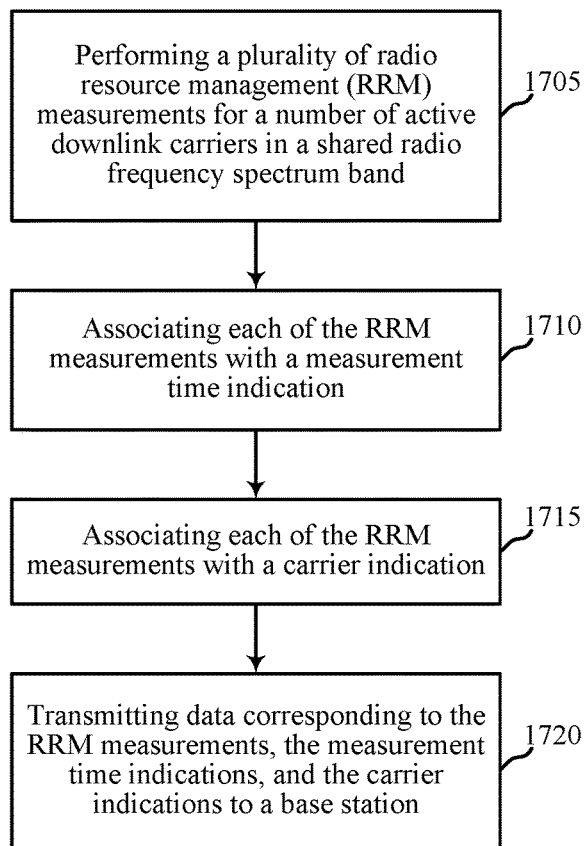 Performing a plurality of radio
resource management (RRM)
measurements for a number of active
downlink carriers in a shared radio
frequency spectrum band
1705
Associating each of the RRM
measurements with a measurement
time indication
1710
Associating each of the RRM
measurements with a carrier indication
1715
Transmitting data corresponding to the
RRM measurements, the measurement
time indications, and the carrier
indications to a base station
1720